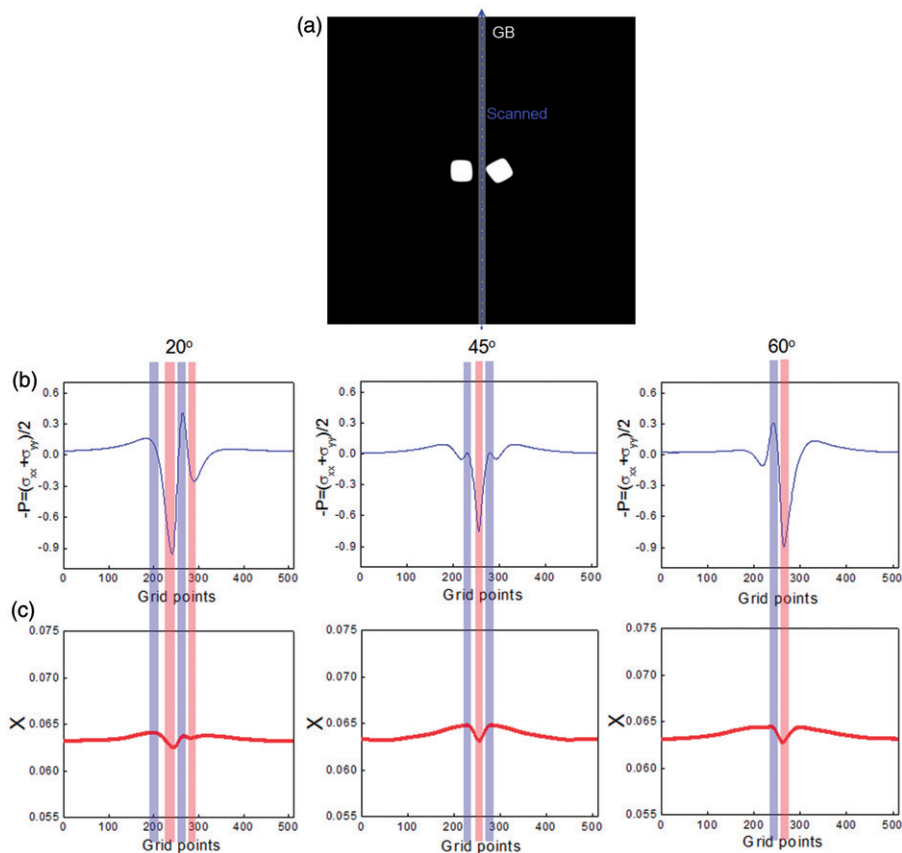 (a)
GB
Scanned
20° 45° 60°
(b)
-P=(σxx+σyy)/2 -P=(σxx+σyy)/2 -P=(σxx+σyy)/2
0.6 0.6 0.6
0.3 0.3 0.3
0.0 0.0 0.0
-0.3 -0.3 -0.3
-0.6 -0.6 -0.6
-0.9 -0.9 -0.9
0 100 200 300 400 500 0 100 200 300 400 500 0 100 200 300 400 500
Grid points Grid points Grid points
(c)
X X X
0.075 0.075 0.075
0.070 0.070 0.070
0.065 0.065 0.065
0.060 0.060 0.060
0.055 0.055 0.055
0 100 200 300 400 500 0 100 200 300 400 500 0 100 200 300 400 500
Grid points Grid points Grid points